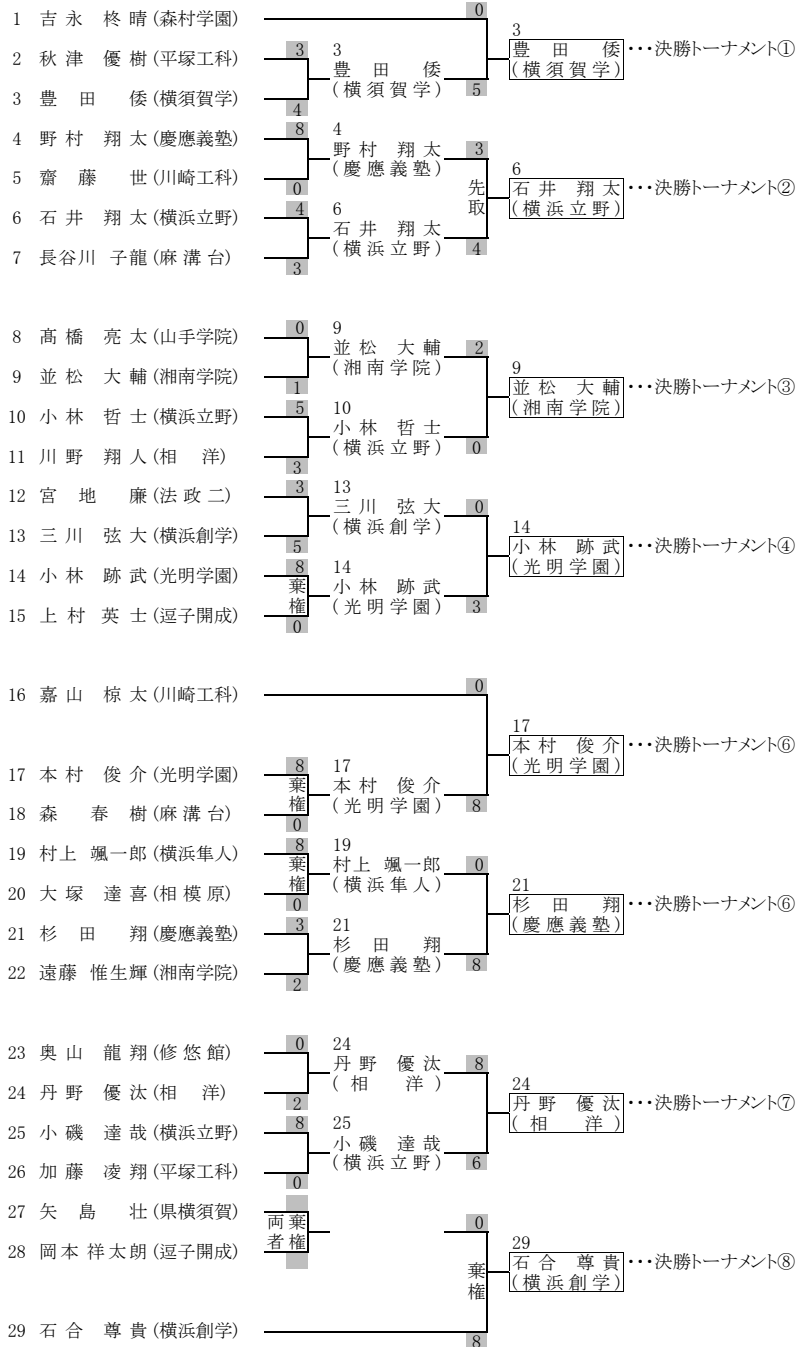 0
1 吉永 柊晴 (森村学園)
3
豊田 倭 ・・・決勝トーナメント①
(横須賀学)
2 秋津 優樹 (平塚工科) 3
3
豊田 倭
(横須賀学) 5
3 豊田 倭 (横須賀学)
4
4 野村 翔太 (慶應義塾) 8
4
野村 翔太 3
(慶應義塾)
5 齋藤 世 (川崎工科)
0
先取
6
石井 翔太 ・・・決勝トーナメント②
(横浜立野)
6 石井 翔太 (横浜立野) 4
6
石井 翔太
(横浜立野) 4
7 長谷川 子龍 (麻溝台)
3
8 髙橋 亮太 (山手学院) 0
9
並松 大輔 2
(湘南学院)
9 並松 大輔 (湘南学院)
1
9
並松 大輔 ・・・決勝トーナメント③
(湘南学院)
10 小林 哲士 (横浜立野) 5
10
小林 哲士
(横浜立野) 0
11 川野 翔人 (相洋)
3
12 宮地 廉 (法政二) 3
13
三川 弦大 0
(横浜創学)
13 三川 弦大 (横浜創学)
5
14
小林 跡武 ・・・決勝トーナメント④
(光明学園)
14 小林 跡武 (光明学園) 8
棄権
14
小林 跡武
(光明学園) 3
15 上村 英士 (逗子開成)
0
16 嘉山 椋太 (川崎工科) 0
17
本村 俊介 ・・・決勝トーナメント⑥
(光明学園)
17 本村 俊介 (光明学園) 8
棄権
17
本村 俊介
(光明学園) 8
18 森 春樹 (麻溝台)
0
19 村上 颯一郎 (横浜隼人) 8
棄権
19
村上 颯一郎 0
(横浜隼人)
20 大塚 達喜 (相模原)
0
21
杉田 翔 ・・・決勝トーナメント⑥
(慶應義塾)
21 杉田 翔 (慶應義塾) 3
21
杉田 翔
(慶應義塾) 8
22 遠藤 惟生輝 (湘南学院)
2
23 奥山 龍翔 (修悠館) 0
24
丹野 優汰 8
(相洋)
24 丹野 優汰 (相洋)
2
24
丹野 優汰 ・・・決勝トーナメント⑦
(相洋)
25 小磯 達哉 (横浜立野) 8
25
小磯 達哉
(横浜立野) 6
26 加藤 凌翔 (平塚工科)
0
27 矢島 壮 (県横須賀)
両者棄権
0
28 岡本 祥太朗 (逗子開成)
棄権
29
石合 尊貴 ・・・決勝トーナメント⑧
(横浜創学)
29 石合 尊貴 (横浜創学)
8